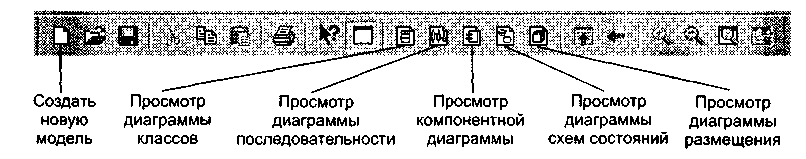 Создать
новую
модель
Просмотр
диаграммы
классов
Просмотр
диаграммы
последовательности
Просмотр
компонентной
диаграммы
Просмотр
диаграммы
схем состояний
Просмотр
диаграммы
размещения